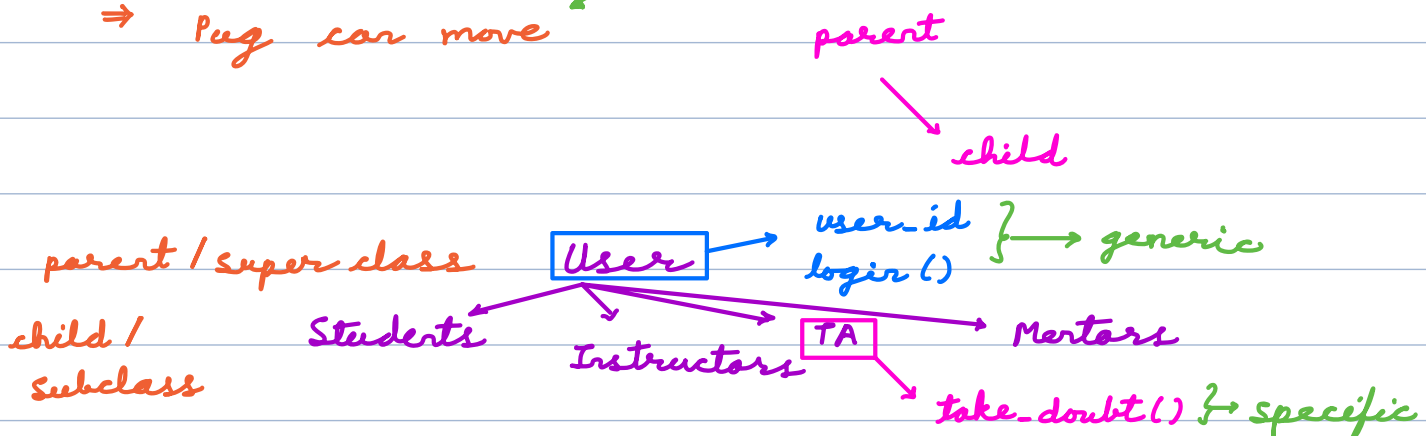 ⇒ Pug can move
parent
child
parent / super class User user_id } → generic
login ()
child / Students Instructors TA Mentors
subclass
take_doubt () } → specific